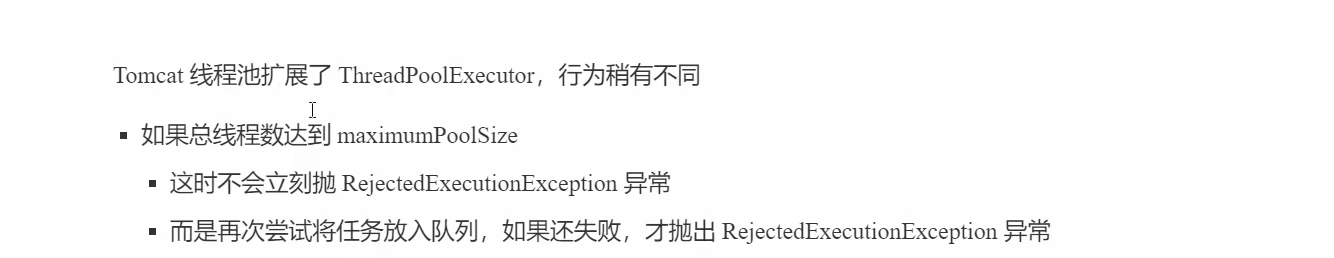 Tomcat 线程池扩展了 ThreadPoolExecutor，行为稍有不同
▪ 如果总线程数达到 maximumPoolSize
▪ 这时不会立刻抛 RejectedExecutionException 异常
▪ 而是再次尝试将任务放入队列，如果还失败，才抛出 RejectedExecutionException 异常